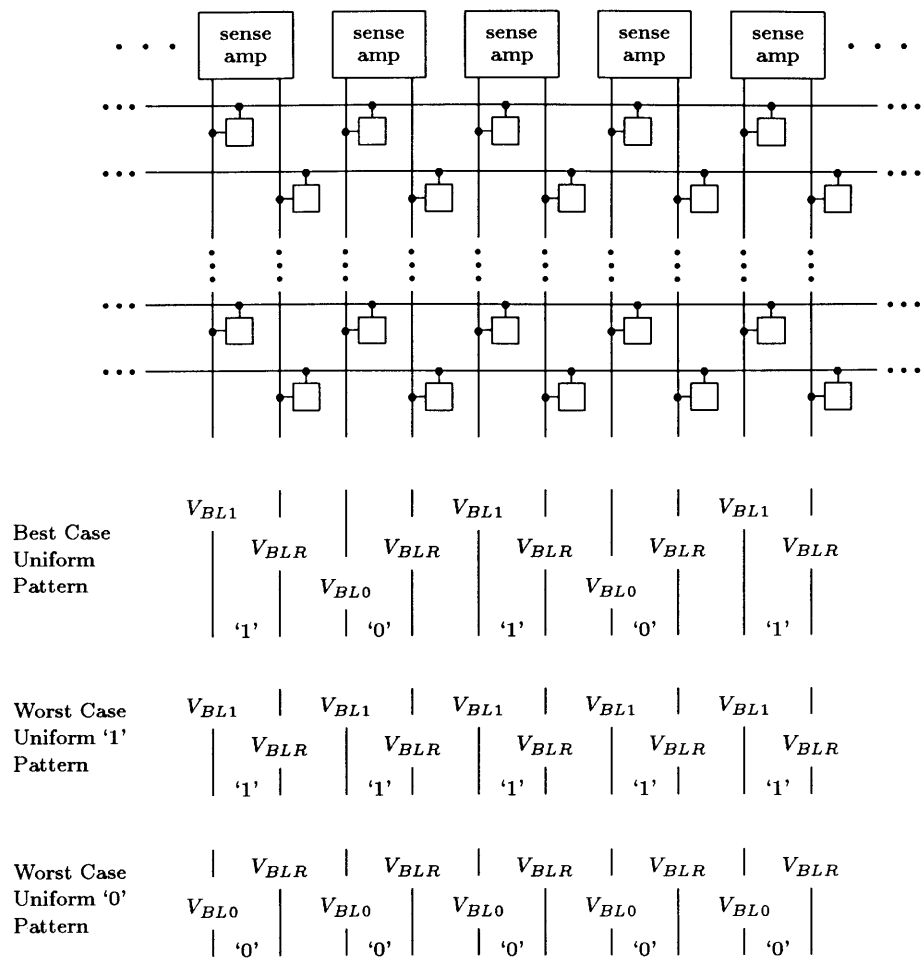 sense amp sense amp sense amp sense amp sense amp
Best Case Uniform Pattern
V_BL1 V_BL1 V_BL1
V_BLR V_BLR V_BLR V_BLR V_BLR
V_BL0 V_BL0
‘1’ ‘0’ ‘1’ ‘0’ ‘1’
Worst Case Uniform ‘1’ Pattern
V_BL1 V_BL1 V_BL1 V_BL1 V_BL1
V_BLR V_BLR V_BLR V_BLR V_BLR
‘1’ ‘1’ ‘1’ ‘1’ ‘1’
Worst Case Uniform ‘0’ Pattern
V_BLR V_BLR V_BLR V_BLR V_BLR
V_BL0 V_BL0 V_BL0 V_BL0 V_BL0
‘0’ ‘0’ ‘0’ ‘0’ ‘0’